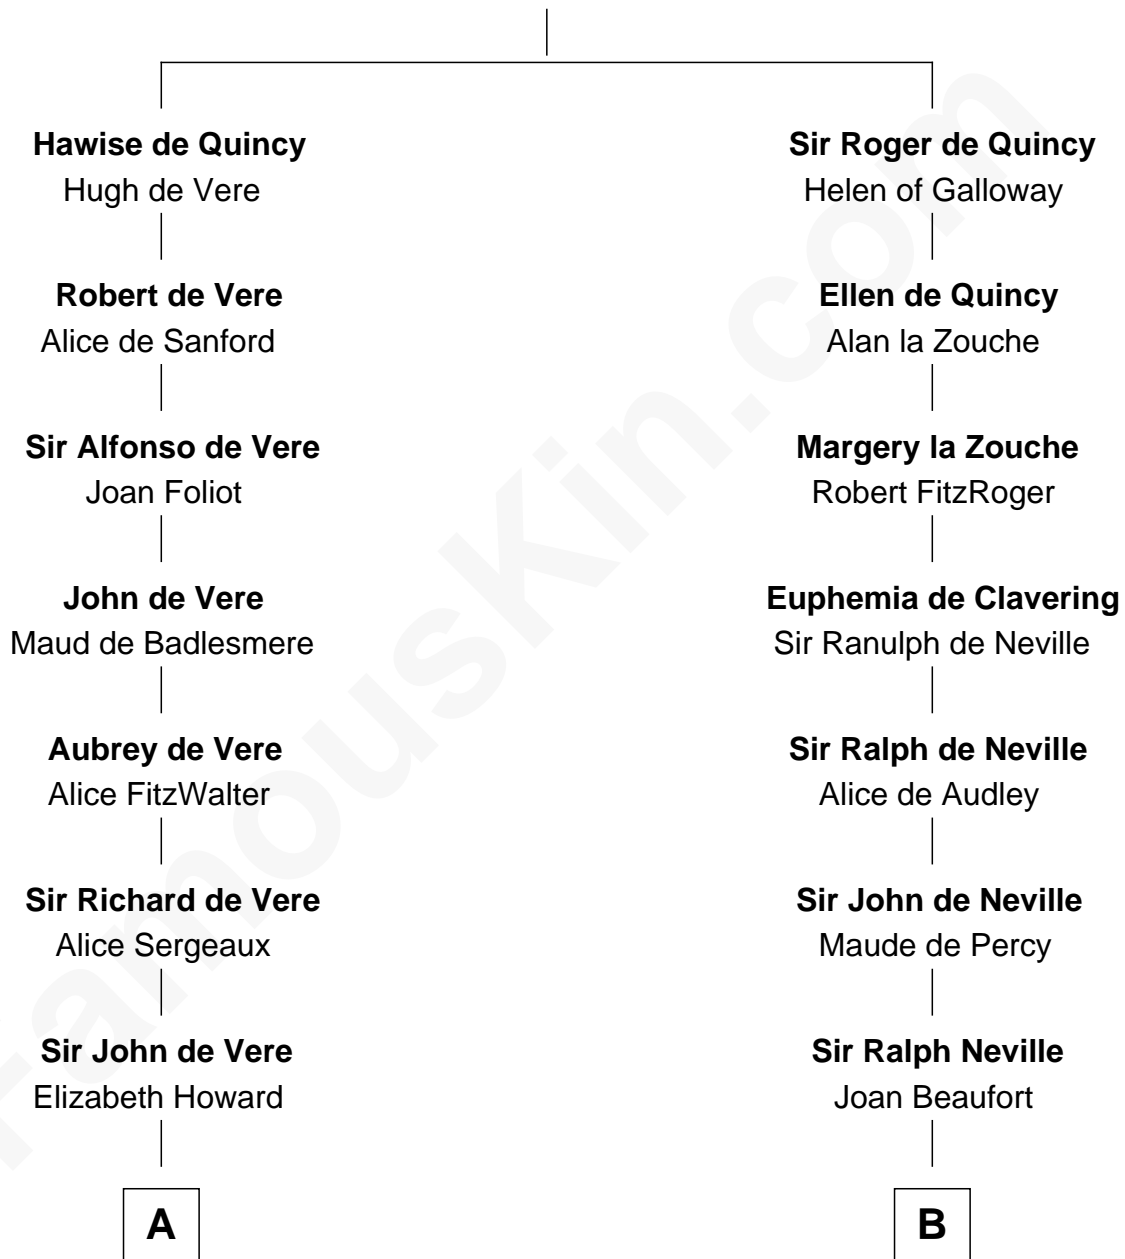 Hawise de Quincy
Hugh de Vere
Robert de Vere
Alice de Sanford
Sir Alfonso de Vere
Joan Foliot
John de Vere
Maud de Badlesmere
Aubrey de Vere
Alice FitzWalter
Sir Richard de Vere
Alice Sergeaux
Sir John de Vere
Elizabeth Howard
A
Sir Roger de Quincy
Helen of Galloway
Ellen de Quincy
Alan la Zouche
Margery la Zouche
Robert FitzRoger
Euphemia de Clavering
Sir Ranulph de Neville
Sir Ralph de Neville
Alice de Audley
Sir John de Neville
Maude de Percy
Sir Ralph Neville
Joan Beaufort
B
FamousKin.com